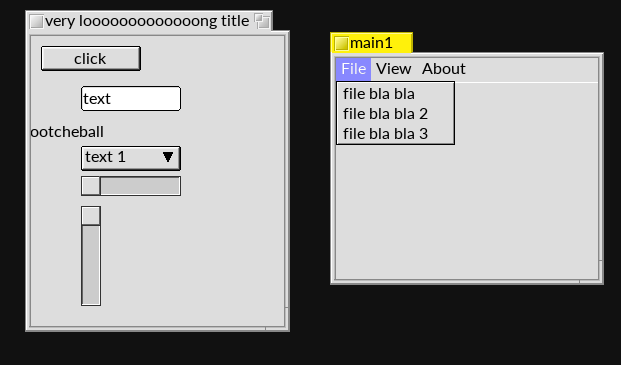 very looooooooooooong title
click
text
ootcheball
text 1
main1
File View About
file bla bla
file bla bla 2
file bla bla 3